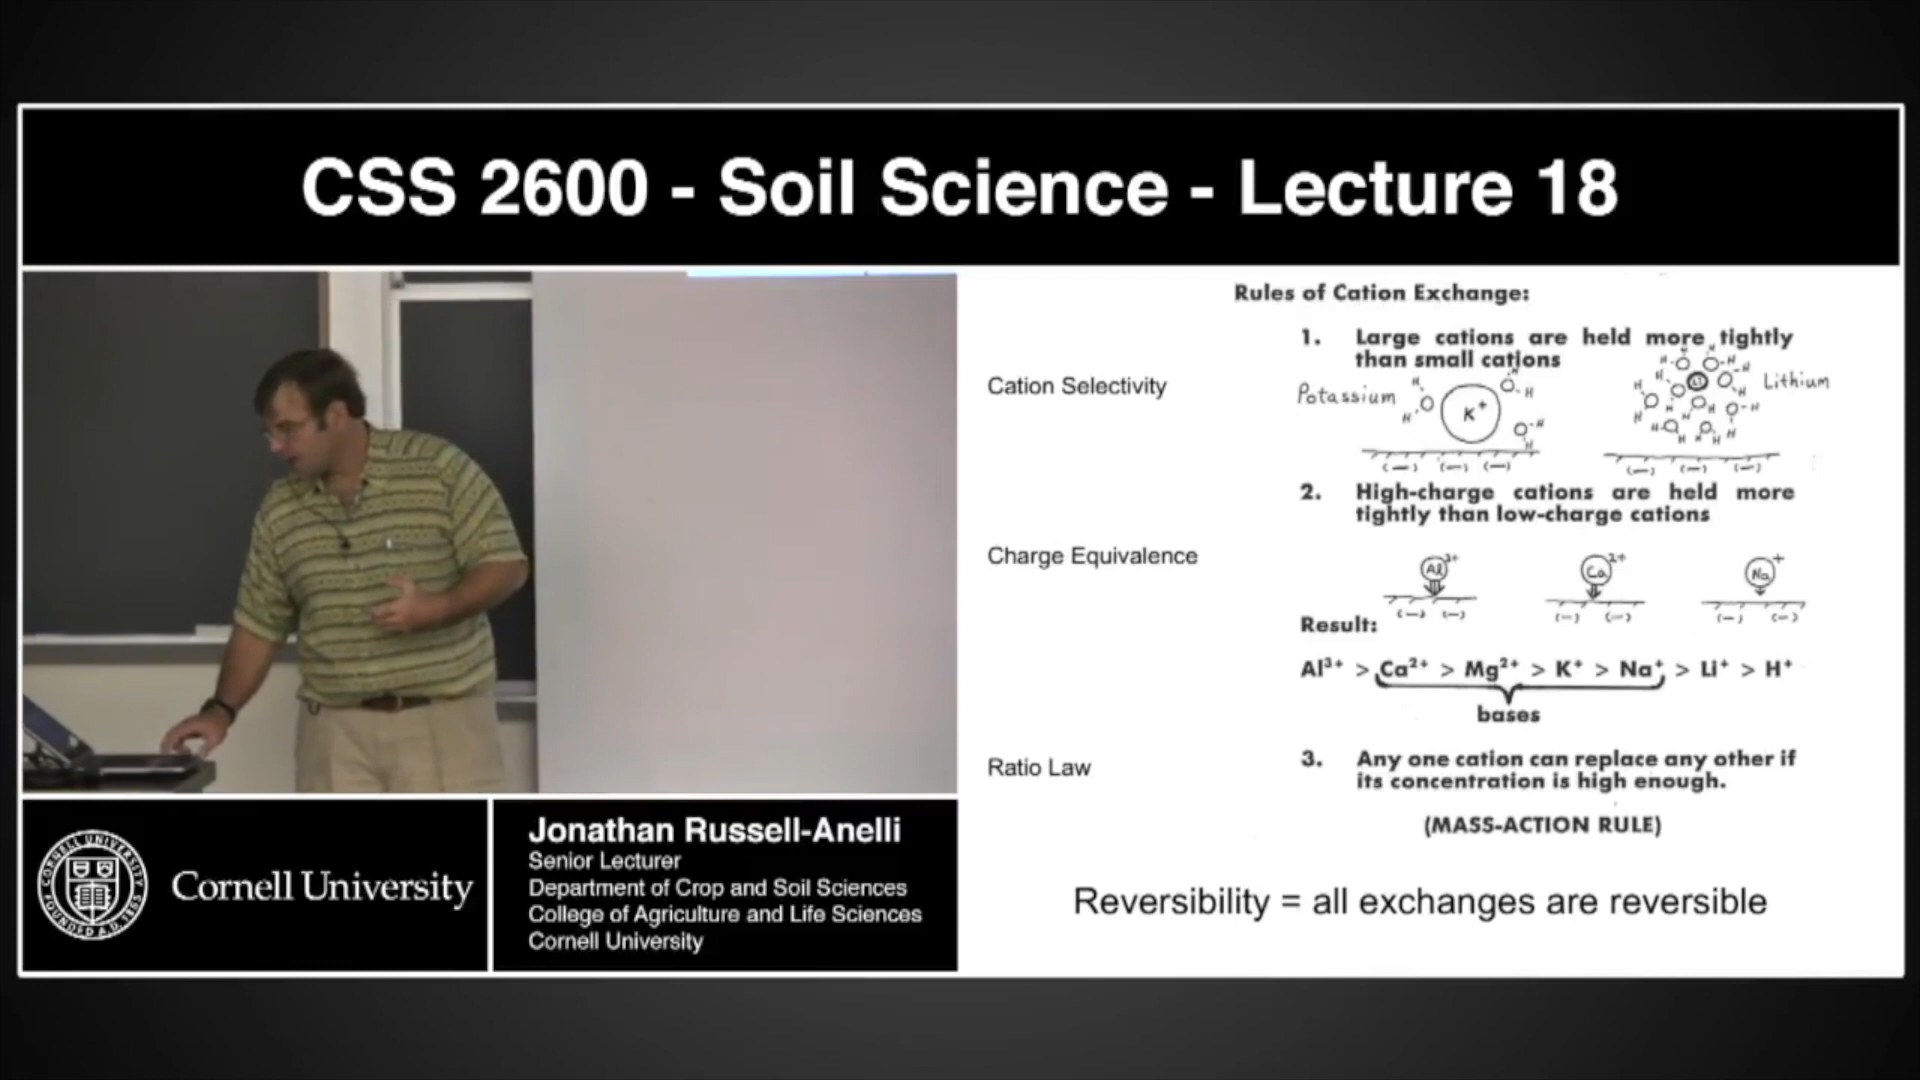 CSS 2600 - Soil Science - Lecture 18
Rules of Cation Exchange:
1. Large cations are held more tightly
than small cations
Cation Selectivity
Potassium
K+
Lithium
(-) (-) (-)
(-) (-) (-)
2. High-charge cations are held more
tightly than low-charge cations
Charge Equivalence
Al 3+
Ca 2+
Na +
(-) (-)
(-) (-)
(-) (-)
Result:
Al³⁺ > Ca²⁺ > Mg²⁺ > K⁺ > Na⁺ > Li⁺ > H⁺
bases
Ratio Law
3. Any one cation can replace any other if
its concentration is high enough.
(MASS-ACTION RULE)
Reversibility = all exchanges are reversible
Cornell University
Jonathan Russell-Anelli
Senior Lecturer
Department of Crop and Soil Sciences
College of Agriculture and Life Sciences
Cornell University